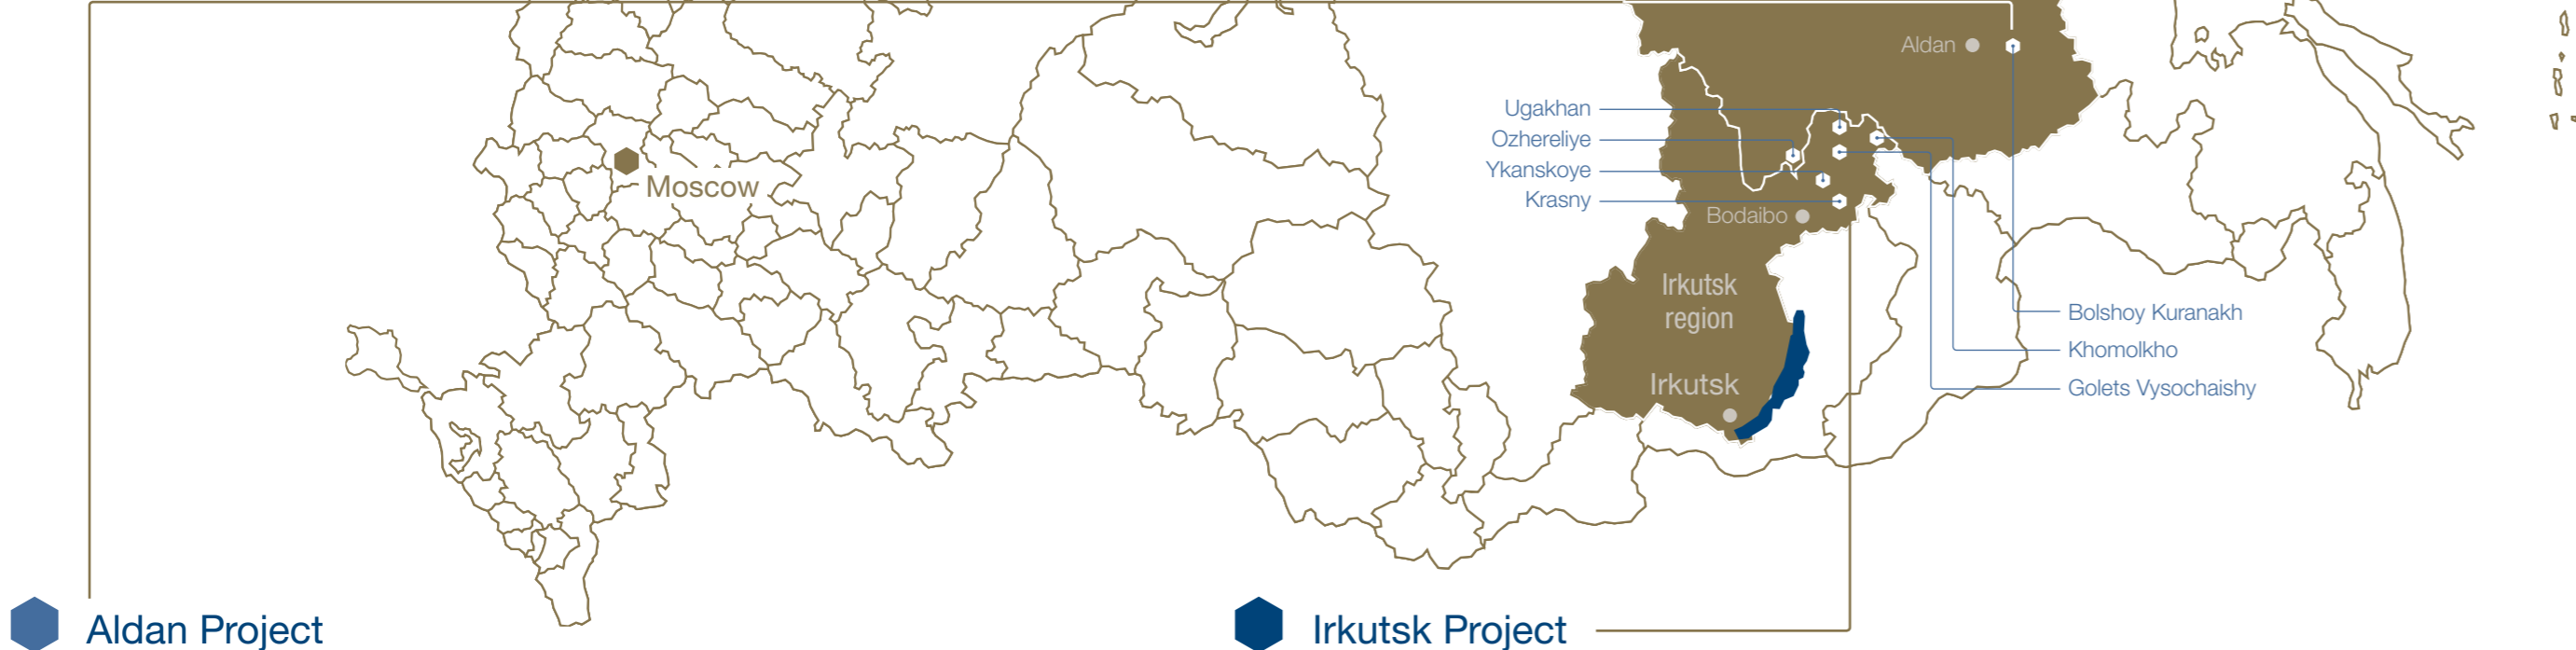 Aldan
Ugakhan
Ozhereliye
Ykanskoye
Krasny
Moscow
Bodaibo
Irkutsk
region
Bolshoy Kuranakh
Khomolkho
Irkutsk
Golets Vysochaishy
Aldan Project
Irkutsk Project